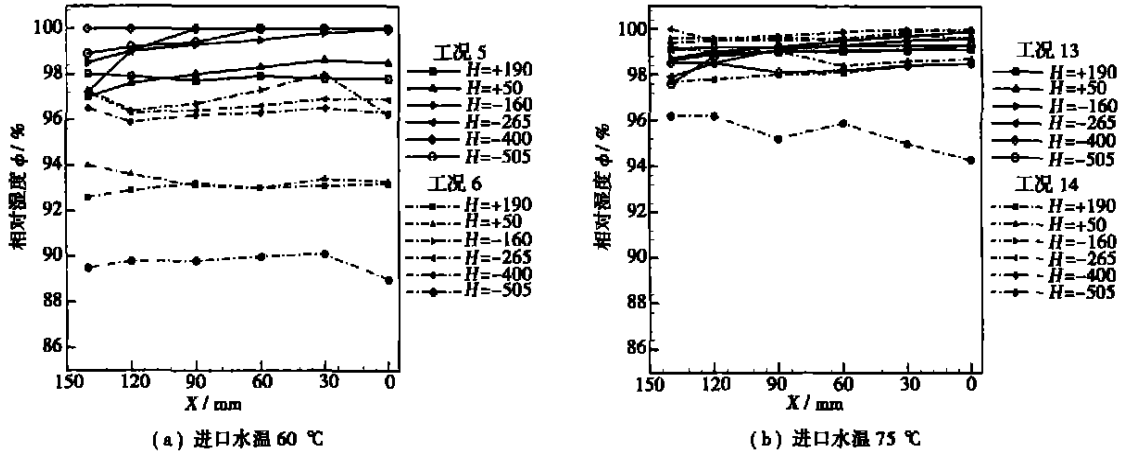 100
98
96
94
92
90
88
86
相对湿度 ϕ / %
150
120
90
60
30
0
X / mm
工况 5
H=+190
H=+50
H=−160
H=−265
H=−400
H=−505
工况 6
H=+190
H=+50
H=−160
H=−265
H=−400
H=−505
(a) 进口水温 60 ℃
100
98
96
94
92
90
88
86
相对湿度 ϕ / %
150
120
90
60
30
0
X / mm
工况 13
H=+190
H=+50
H=−160
H=−265
H=−400
H=−505
工况 14
H=+190
H=+50
H=−160
H=−265
H=−400
H=−505
(b) 进口水温 75 ℃